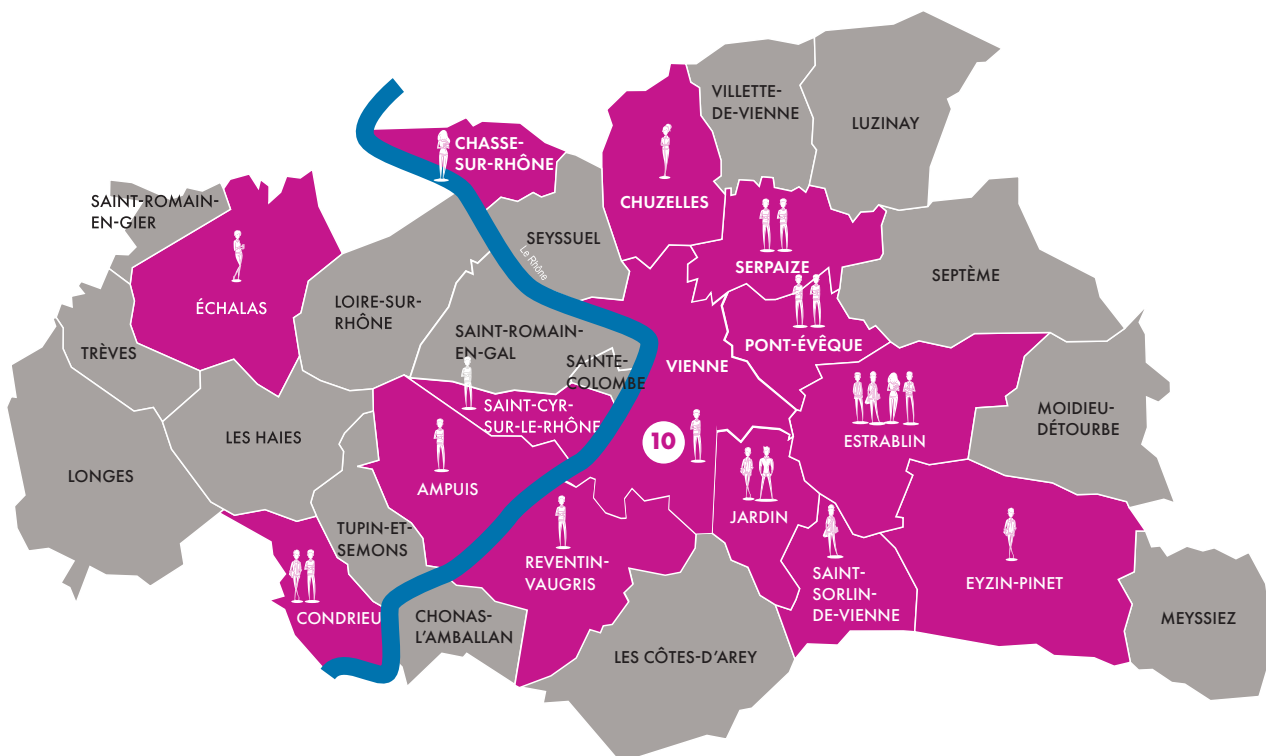 VILLETTE-
DE-VIENNE
LUZINAY
CHASSE-
SUR-RHÔNE
CHUZELLES
SAINT-ROMAIN-
EN-GIER
SEYSSUEL
Le Rhône
SERPAIZE
SEPTÈME
ÉCHALAS
LOIRE-SUR-
RHÔNE
TRÈVES
SAINT-ROMAIN-
EN-GAL
SAINTE-
COLOMBE
VIENNE
PONT-ÉVÊQUE
SAINT-CYR-
SUR-LE-RHÔNE
MOIDIEU-
DÉTOURBE
LES HAIES
10
ESTRABLIN
LONGES
AMPUIS
JARDIN
TUPIN-ET-
SEMONS
REVENTIN-
VAUGRIS
SAINT-
SORLIN-
DE-VIENNE
EYZIN-PINET
CONDRIEU
CHONAS-
L'AMBALLAN
MEYSSIEZ
LES CÔTES-D'AREY